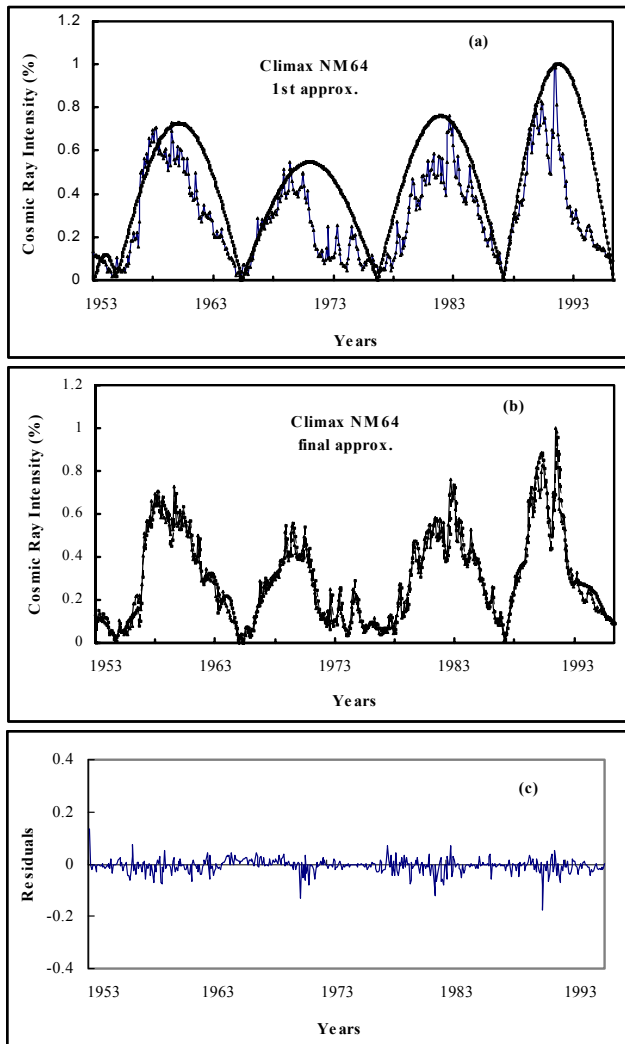 1.2
(a)
Climax NM64
1st approx.
1
0.8
0.6
0.4
0.2
0
Cosmic Ray Intensity (%)
1953 1963 1973 1983 1993
Years
1.2
(b)
Climax NM64
final approx.
1
0.8
0.6
0.4
0.2
0
Cosmic Ray Intensity (%)
1953 1963 1973 1983 1993
Years
0.4
(c)
0.2
0
-0.2
-0.4
Residuals
1953 1963 1973 1983 1993
Years